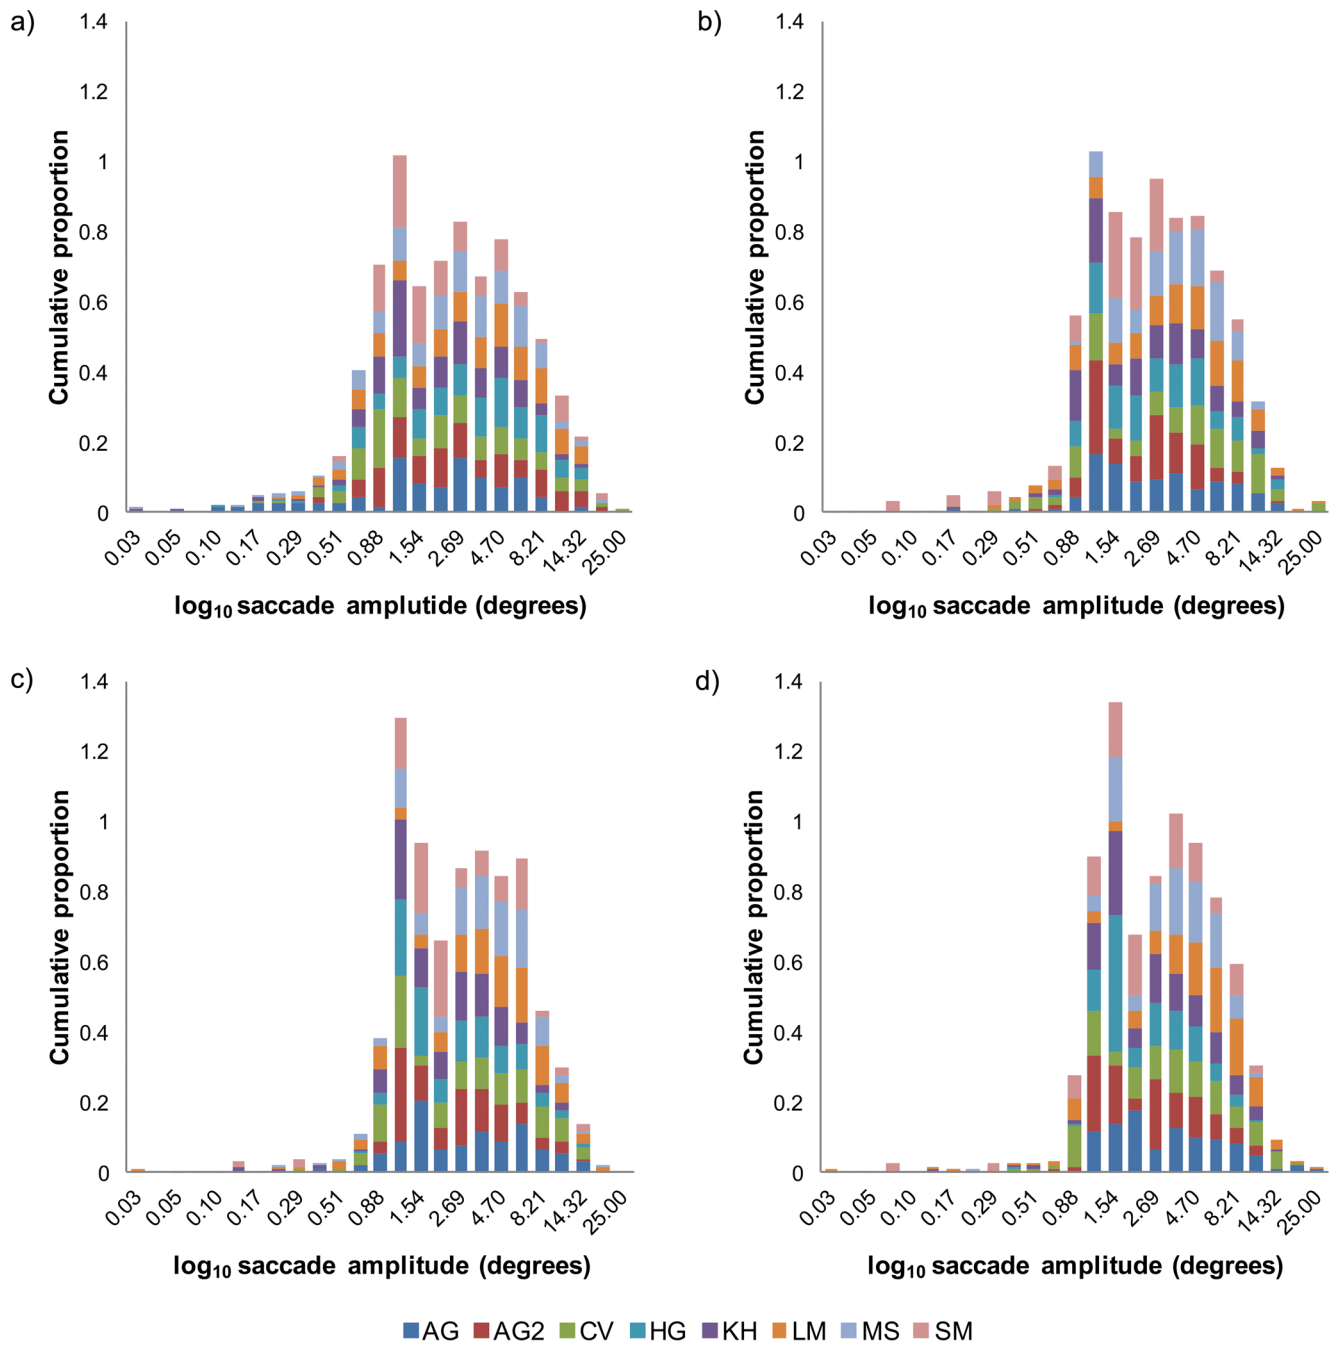 a)
Cumulative proportion
1.4
1.2
1
0.8
0.6
0.4
0.2
0
0.03 0.05 0.10 0.17 0.29 0.51 0.88 1.54 2.69 4.70 8.21 14.32 25.00
log10 saccade amplutide (degrees)
b)
Cumulative proportion
1.4
1.2
1
0.8
0.6
0.4
0.2
0
0.03 0.05 0.10 0.17 0.29 0.51 0.88 1.54 2.69 4.70 8.21 14.32 25.00
log10 saccade amplitude (degrees)
c)
Cumulative proportion
1.4
1.2
1
0.8
0.6
0.4
0.2
0
0.03 0.05 0.10 0.17 0.29 0.51 0.88 1.54 2.69 4.70 8.21 14.32 25.00
log10 saccade amplitude (degrees)
d)
Cumulative proportion
1.4
1.2
1
0.8
0.6
0.4
0.2
0
0.03 0.05 0.10 0.17 0.29 0.51 0.88 1.54 2.69 4.70 8.21 14.32 25.00
log10 saccade amplitude (degrees)
AG AG2 CV HG KH LM MS SM